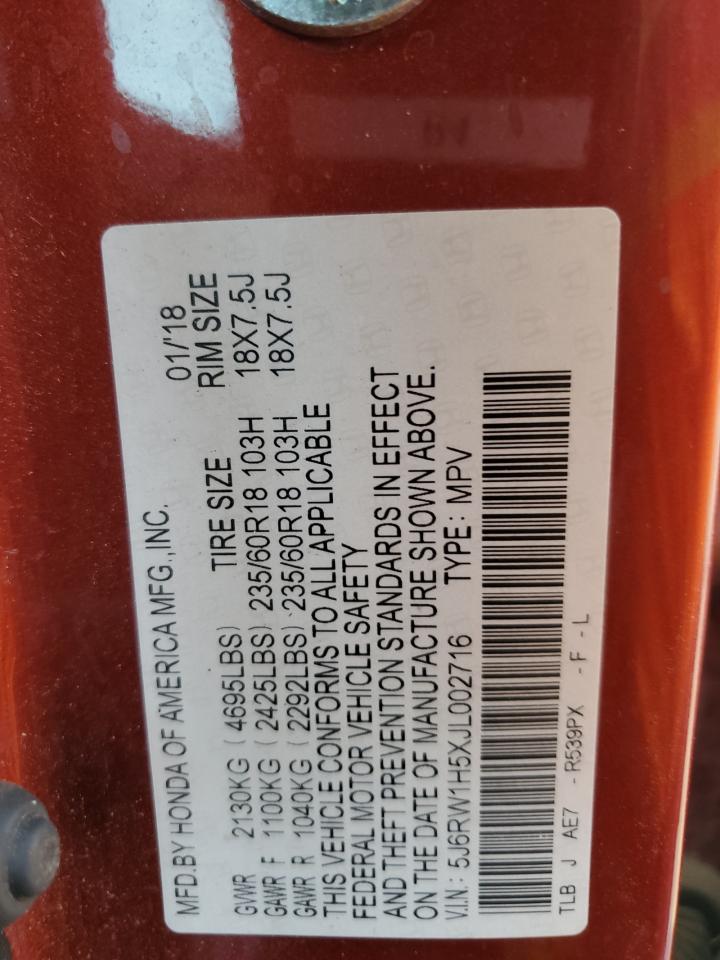 MFD.BY HONDA OF AMERICA MFG.,INC. 01/'18
TIRE SIZE RIM SIZE
GVWR 2130KG ( 4695LBS)
GAWR F 1100KG ( 2425LBS) 235/60R18 103H 18X7.5J
GAWR R 1040KG ( 2292LBS) 235/60R18 103H 18X7.5J
THIS VEHICLE CONFORMS TO ALL APPLICABLE
FEDERAL MOTOR VEHICLE SAFETY
AND THEFT PREVENTION STANDARDS IN EFFECT
ON THE DATE OF MANUFACTURE SHOWN ABOVE.
V.I.N.: 5J6RW1H5XJL002716 TYPE: MPV
TLB J AE7 - R539PX - F - L